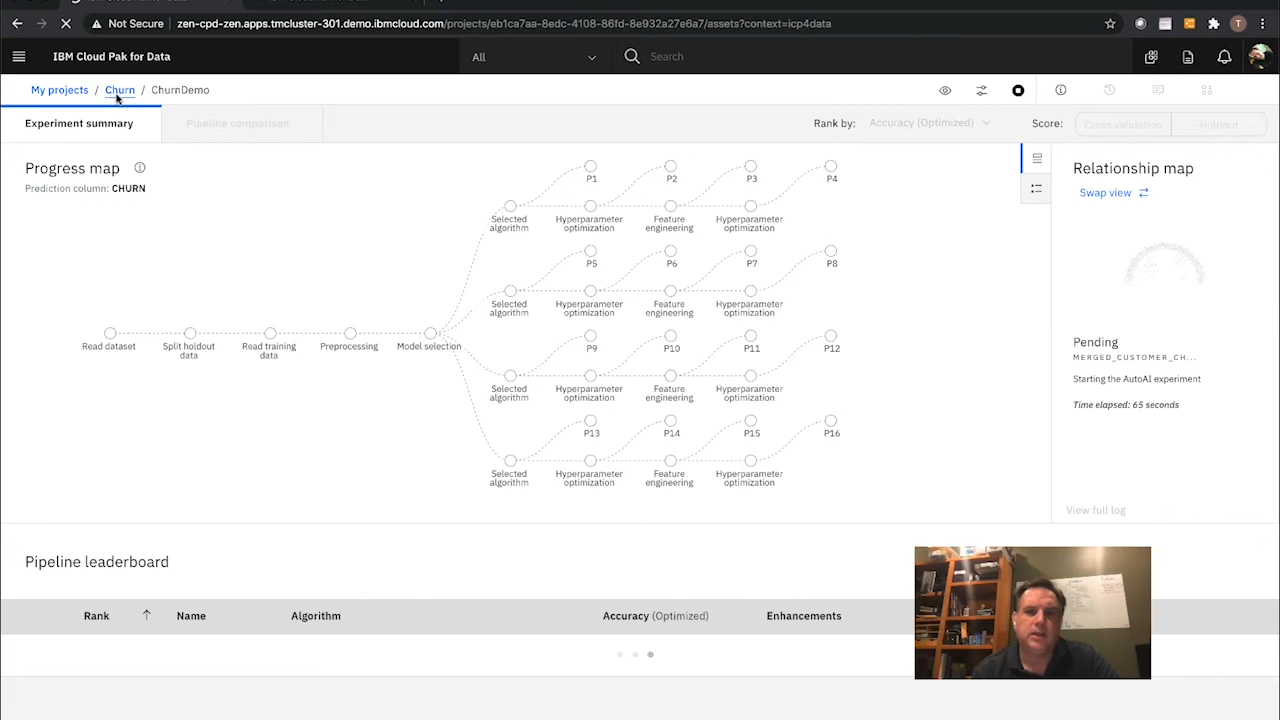 Not Secure
zen-cpd-zen.apps.tmcluster-301.demo.ibmcloud.com/projects/eb1ca7aa-8edc-4108-86fd-8e932a27e6a7/assets?context=icp4data
T
IBM Cloud Pak for Data
All
Search
My projects / Churn / ChurnDemo
Experiment summary
Pipeline comparison
Rank by:
Accuracy (Optimized)
Score:
Cross validation
Holdout
Progress map
Prediction column: CHURN
P1
P2
P3
P4
Selected
algorithm
Hyperparameter
optimization
Feature
engineering
Hyperparameter
optimization
P5
P6
P7
P8
Selected
algorithm
Hyperparameter
optimization
Feature
engineering
Hyperparameter
optimization
Read dataset
Split holdout
data
Read training
data
Preprocessing
Model selection
P9
P10
P11
P12
Selected
algorithm
Hyperparameter
optimization
Feature
engineering
Hyperparameter
optimization
P13
P14
P15
P16
Selected
algorithm
Hyperparameter
optimization
Feature
engineering
Hyperparameter
optimization
Relationship map
Swap view
Pending
MERGED_CUSTOMER_CH...
Starting the AutoAI experiment
Time elapsed: 65 seconds
View full log
Pipeline leaderboard
Rank
Name
Algorithm
Accuracy (Optimized)
Enhancements